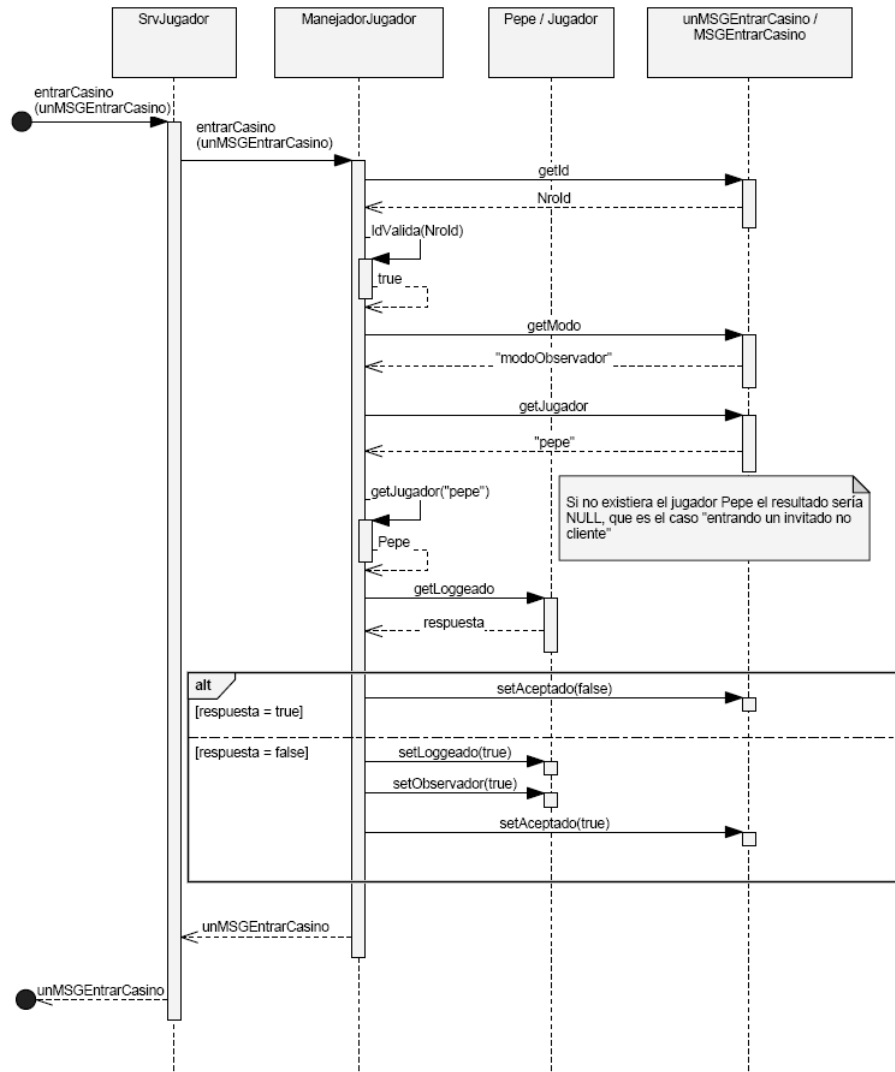 SrvJugador
ManejadorJugador
Pepe / Jugador
unMSGEntrarCasino /
MSGEntrarCasino
entrarCasino
(unMSGEntrarCasino)
entrarCasino
(unMSGEntrarCasino)
getId
NroId
IdValida(NroId)
true
getModo
"modoObservador"
getJugador
"pepe"
getJugador("pepe")
Si no existiera el jugador Pepe el resultado sería
NULL, que es el caso "entrando un invitado no
cliente"
Pepe
getLoggeado
respuesta
alt
setAceptado(false)
[respuesta = true]
[respuesta = false]
setLoggeado(true)
setObservador(true)
setAceptado(true)
unMSGEntrarCasino
unMSGEntrarCasino